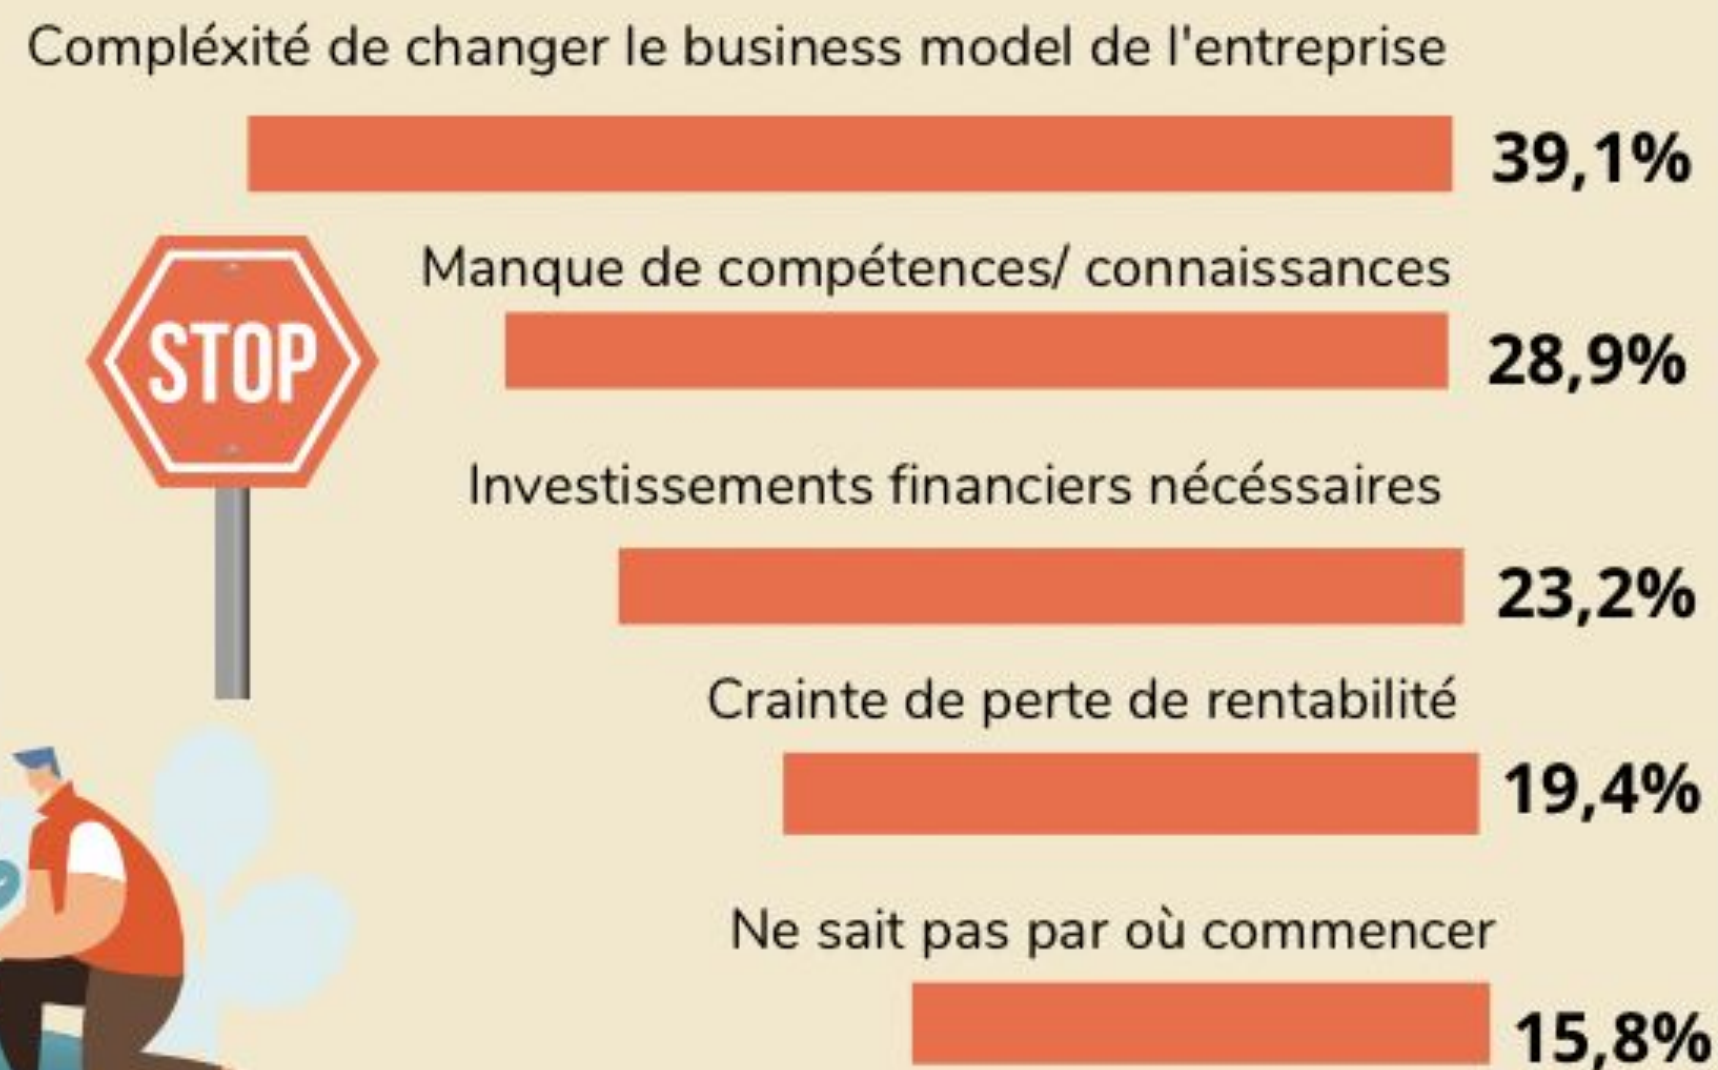 Compléxité de changer le business model de l'entreprise
39,1%
STOP
Manque de compétences/ connaissances
28,9%
Investissements financiers nécéssaires
23,2%
Crainte de perte de rentabilité
19,4%
Ne sait pas par où commencer
15,8%